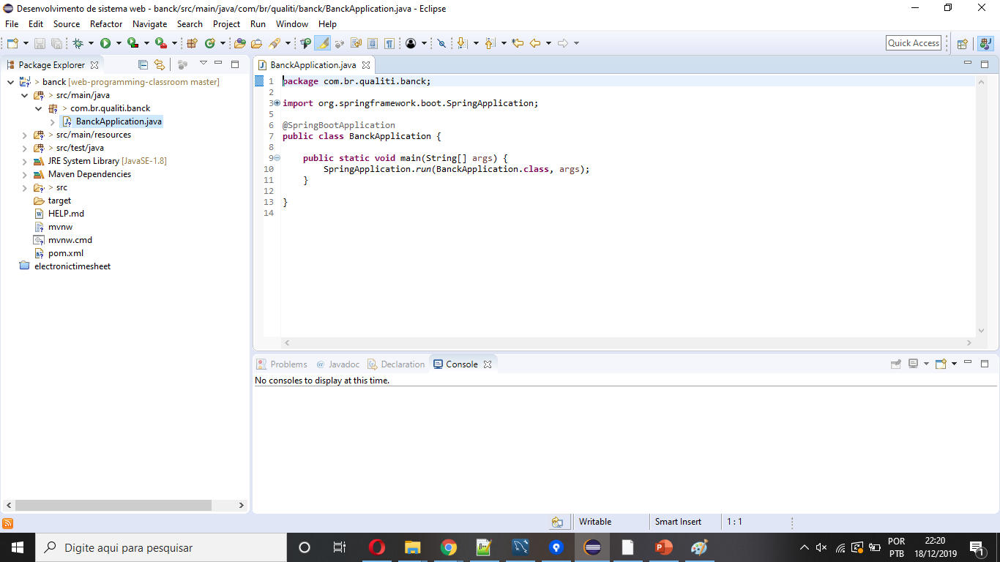 Desenvolvimento de sistema web - banck/src/main/java/com/br/qualiti/banck/BanckApplication.java - Eclipse
File Edit Source Refactor Navigate Search Project Run Window Help
Quick Access
Package Explorer
> banck [web-programming-classroom master]
> src/main/java
> com.br.qualiti.banck
BanckApplication.java
> src/main/resources
> src/test/java
JRE System Library [JavaSE-1.8]
Maven Dependencies
> src
target
HELP.md
mvnw
mvnw.cmd
pom.xml
electronictimesheet
BanckApplication.java
1 package com.br.qualiti.banck;
2
3 import org.springframework.boot.SpringApplication;
5
6 @SpringBootApplication
7 public class BanckApplication {
8
9 public static void main(String[] args) {
10 SpringApplication.run(BanckApplication.class, args);
11 }
12
13 }
14
Problems @ Javadoc Declaration Console
No consoles to display at this time.
Writable Smart Insert 1 : 1
Digite aqui para pesquisar
POR 22:20
PTB 18/12/2019
1